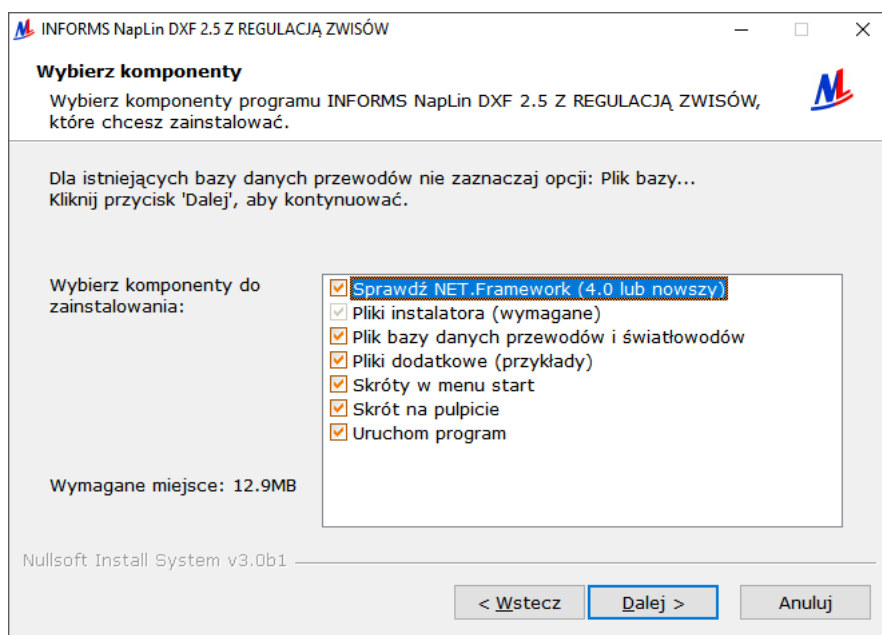 INFORMS NapLin DXF 2.5 Z REGULACJĄ ZWISÓW
Wybierz komponenty
Wybierz komponenty programu INFORMS NapLin DXF 2.5 Z REGULACJĄ ZWISÓW,
które chcesz zainstalować.
Dla istniejących bazy danych przewodów nie zaznaczaj opcji: Plik bazy...
Kliknij przycisk 'Dalej', aby kontynuować.
Wybierz komponenty do
zainstalowania:
Sprawdź NET.Framework (4.0 lub nowszy)
Pliki instalatora (wymagane)
Plik bazy danych przewodów i światłowodów
Pliki dodatkowe (przykłady)
Skróty w menu start
Skrót na pulpicie
Uruchom program
Wymagane miejsce: 12.9MB
Nullsoft Install System v3.0b1
< Wstecz
Dalej >
Anuluj